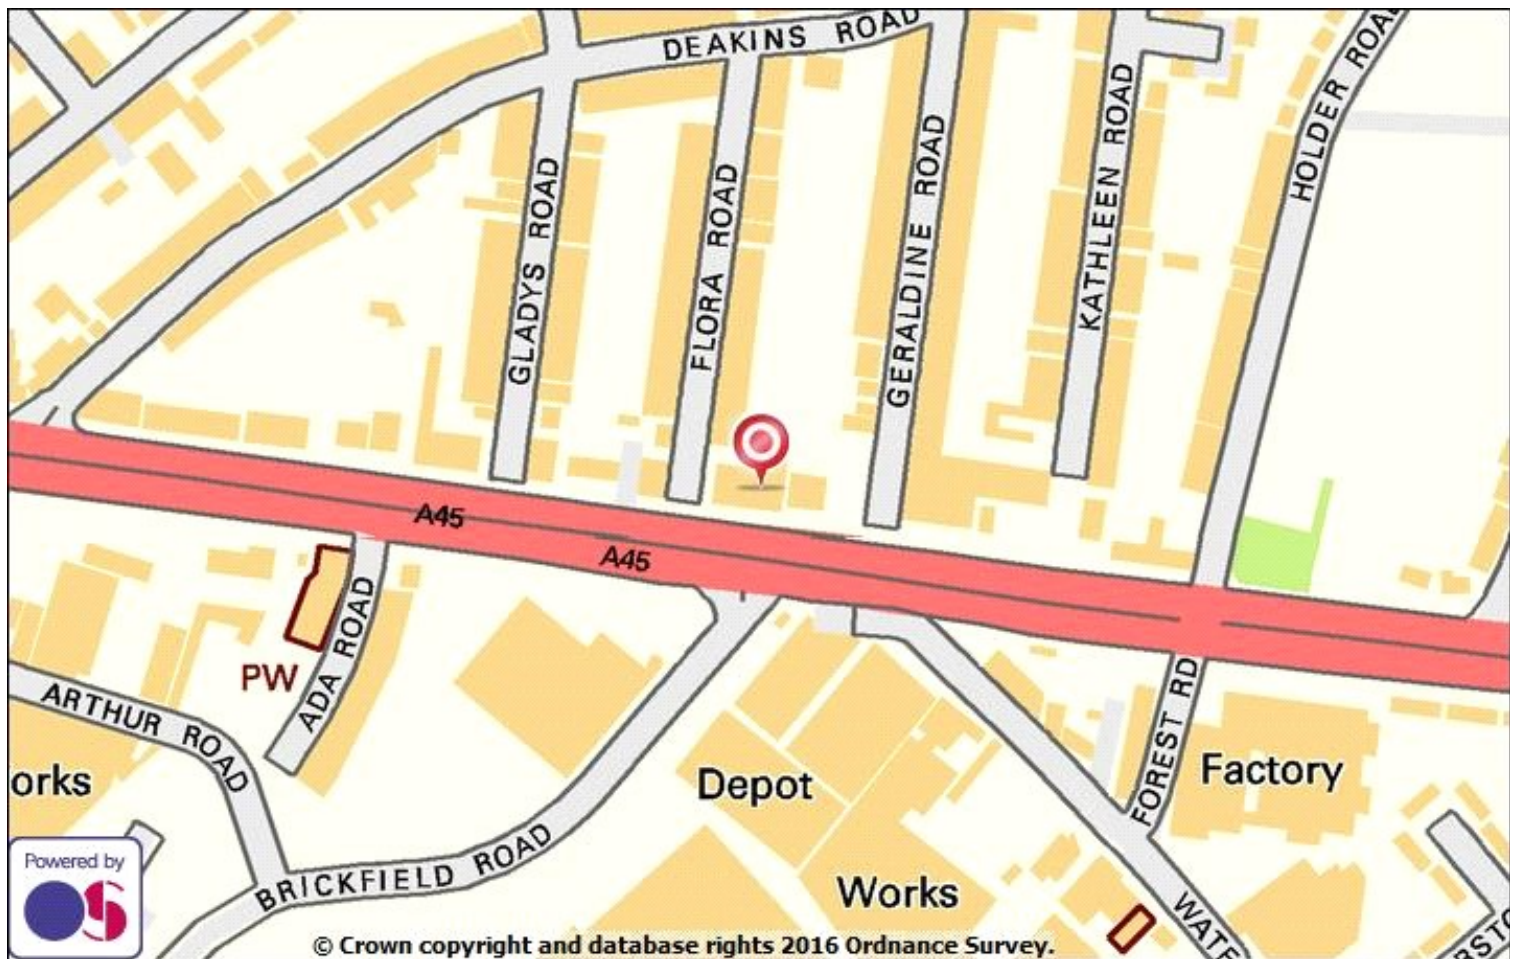 DEAKINS ROAD
HOLDER ROAD
GLADYS ROAD
FLORA ROAD
GERALDINE ROAD
KATHLEEN ROAD
A45
A45
ADA ROAD
PW
ARTHUR ROAD
FOREST RD
orks
Depot
Factory
BRICKFIELD ROAD
Works
WATE
Powered by
OS
© Crown copyright and database rights 2016 Ordnance Survey.